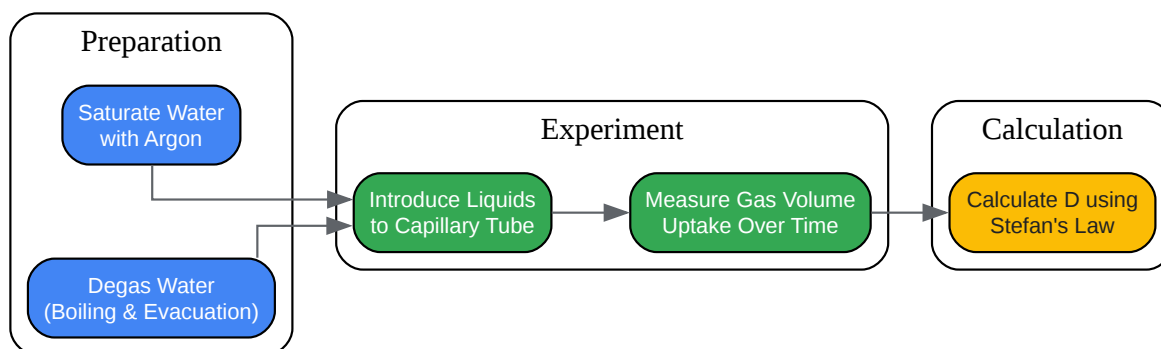 Preparation
Saturate Water
with Argon
Degas Water
(Boiling & Evacuation)
Experiment
Introduce Liquids
to Capillary Tube
Measure Gas Volume
Uptake Over Time
Calculation
Calculate D using
Stefan's Law